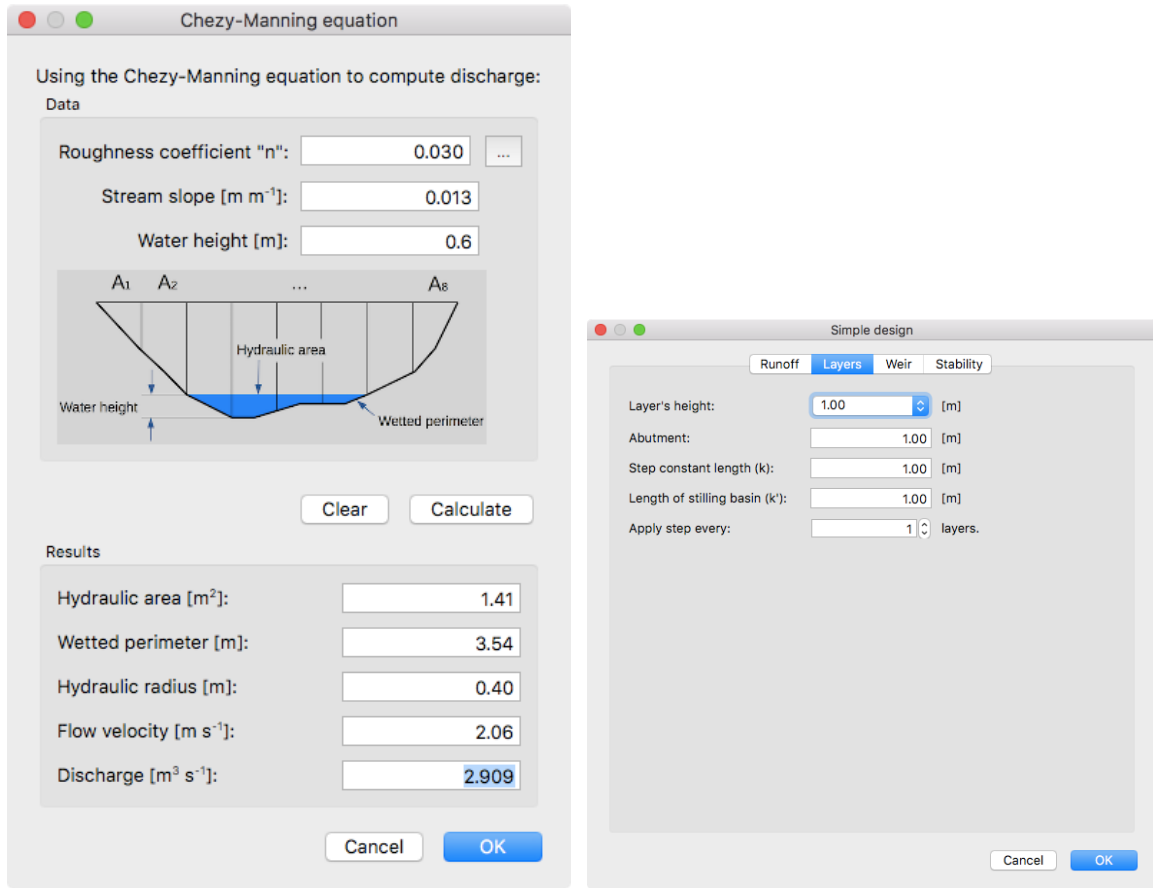 Chezy-Manning equation
Using the Chezy-Manning equation to compute discharge:
Data
Roughness coefficient "n": 0.030 ...
Stream slope [m m⁻¹]: 0.013
Water height [m]: 0.6
A₁ A₂ ... A₈
Hydraulic area
Water height
Wetted perimeter
Clear Calculate
Results
Hydraulic area [m²]: 1.41
Wetted perimeter [m]: 3.54
Hydraulic radius [m]: 0.40
Flow velocity [m s⁻¹]: 2.06
Discharge [m³ s⁻¹]: 2.909
Cancel OK
Simple design
Runoff Layers Weir Stability
Layer's height: 1.00 [m]
Abutment: 1.00 [m]
Step constant length (k): 1.00 [m]
Length of stilling basin (k'): 1.00 [m]
Apply step every: 1 layers.
Cancel OK